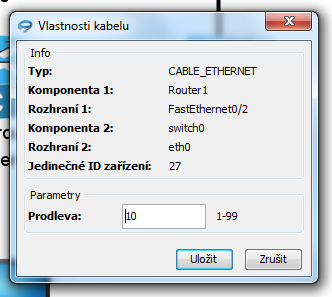 Vlastnosti kabelu
Info
Typ: CABLE_ETHERNET
Komponenta 1: Router1
Rozhraní 1: FastEthernet0/2
Komponenta 2: switch0
Rozhraní 2: eth0
Jedinečné ID zařízení: 27
Parametry
Prodleva: 10 1-99
Uložit Zrušit